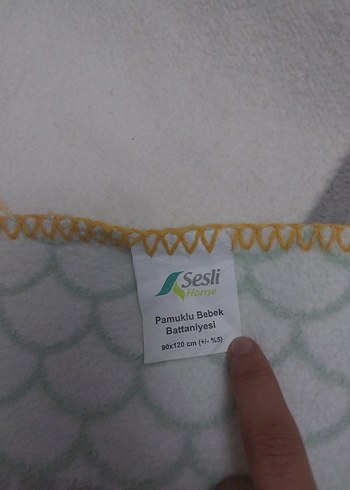 Sesli
Home
Pamuklu Bebek
Battaniyesi
90x120 cm (+/- %5)